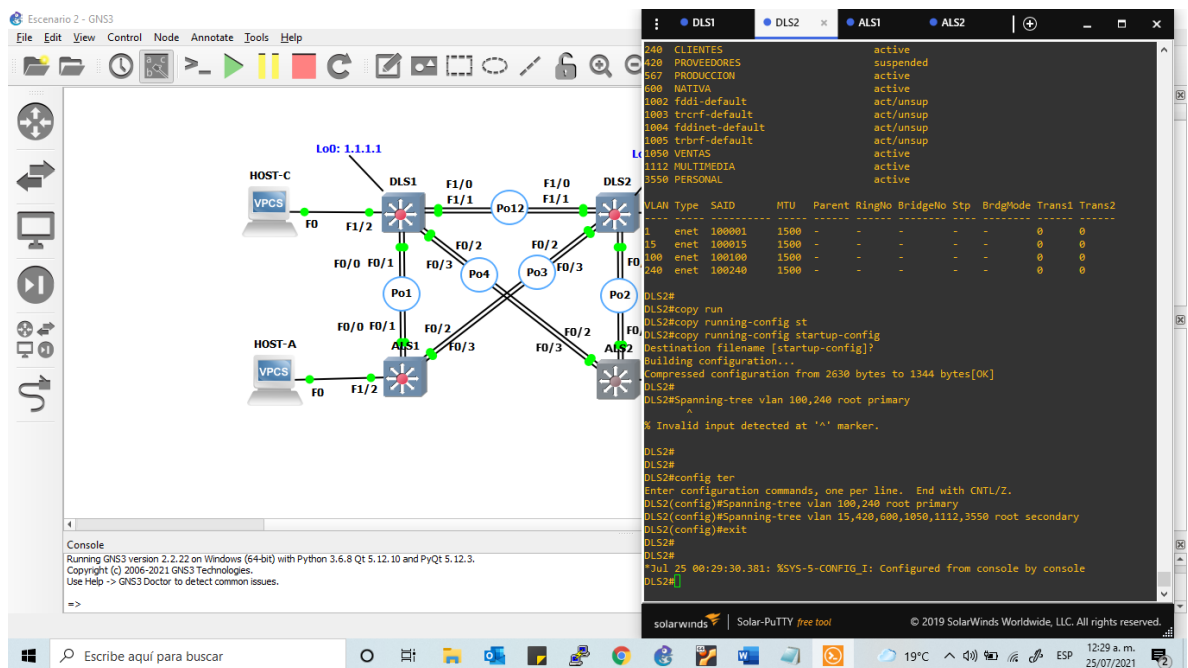 Escenario 2 - GNS3
File Edit View Control Node Annotate Tools Help
Lo0: 1.1.1.1
HOST-C
VPCS
F0
F1/2
DLS1
F1/0
F1/1
Po12
F1/0
F1/1
DLS2
F0/2
F0/3
F0/2
F0/3
F0/0 F0/1
Po4
Po3
Po1
Po2
F0/0 F0/1
F0/2
F0/3
F0/2
F0/3
HOST-A
VPCS
F0
F1/2
ALS1
ALS2
Console
Running GNS3 version 2.2.22 on Windows (64-bit) with Python 3.6.8 Qt 5.12.10 and PyQt 5.12.3.
Copyright (c) 2006-2021 GNS3 Technologies.
Use Help -> GNS3 Doctor to detect common issues.
=>
DLS1 DLS2 ALS1 ALS2
240 CLIENTES active
420 PROVEEDORES suspended
567 PRODUCCION active
600 NATIVA active
1002 fddi-default act/unsup
1003 trcrf-default act/unsup
1004 fddinet-default act/unsup
1005 trbrf-default act/unsup
1050 VENTAS active
1112 MULTIMEDIA active
3550 PERSONAL active
VLAN Type SAID MTU Parent RingNo BridgeNo Stp BrdgMode Trans1 Trans2
---- ----- ---------- ----- ------ ------ -------- ---- -------- ------ ------
1 enet 100001 1500 - - - - - 0 0
15 enet 100015 1500 - - - - - 0 0
100 enet 100100 1500 - - - - - 0 0
240 enet 100240 1500 - - - - - 0 0
DLS2#
DLS2#copy run
DLS2#copy running-config st
DLS2#copy running-config startup-config
Destination filename [startup-config]?
Building configuration...
Compressed configuration from 2630 bytes to 1344 bytes[OK]
DLS2#
DLS2#Spanning-tree vlan 100,240 root primary
^
% Invalid input detected at '^' marker.
DLS2#
DLS2#
DLS2#config ter
Enter configuration commands, one per line. End with CNTL/Z.
DLS2(config)#Spanning-tree vlan 100,240 root primary
DLS2(config)#Spanning-tree vlan 15,420,600,1050,1112,3550 root secondary
DLS2(config)#exit
DLS2#
DLS2#
*Jul 25 00:29:30.381: %SYS-5-CONFIG_I: Configured from console by console
DLS2#
solarwinds Solar-PuTTY free tool © 2019 SolarWinds Worldwide, LLC. All rights reserved.
Escribe aquí para buscar
19°C
ESP
12:29 a. m.
25/07/2021